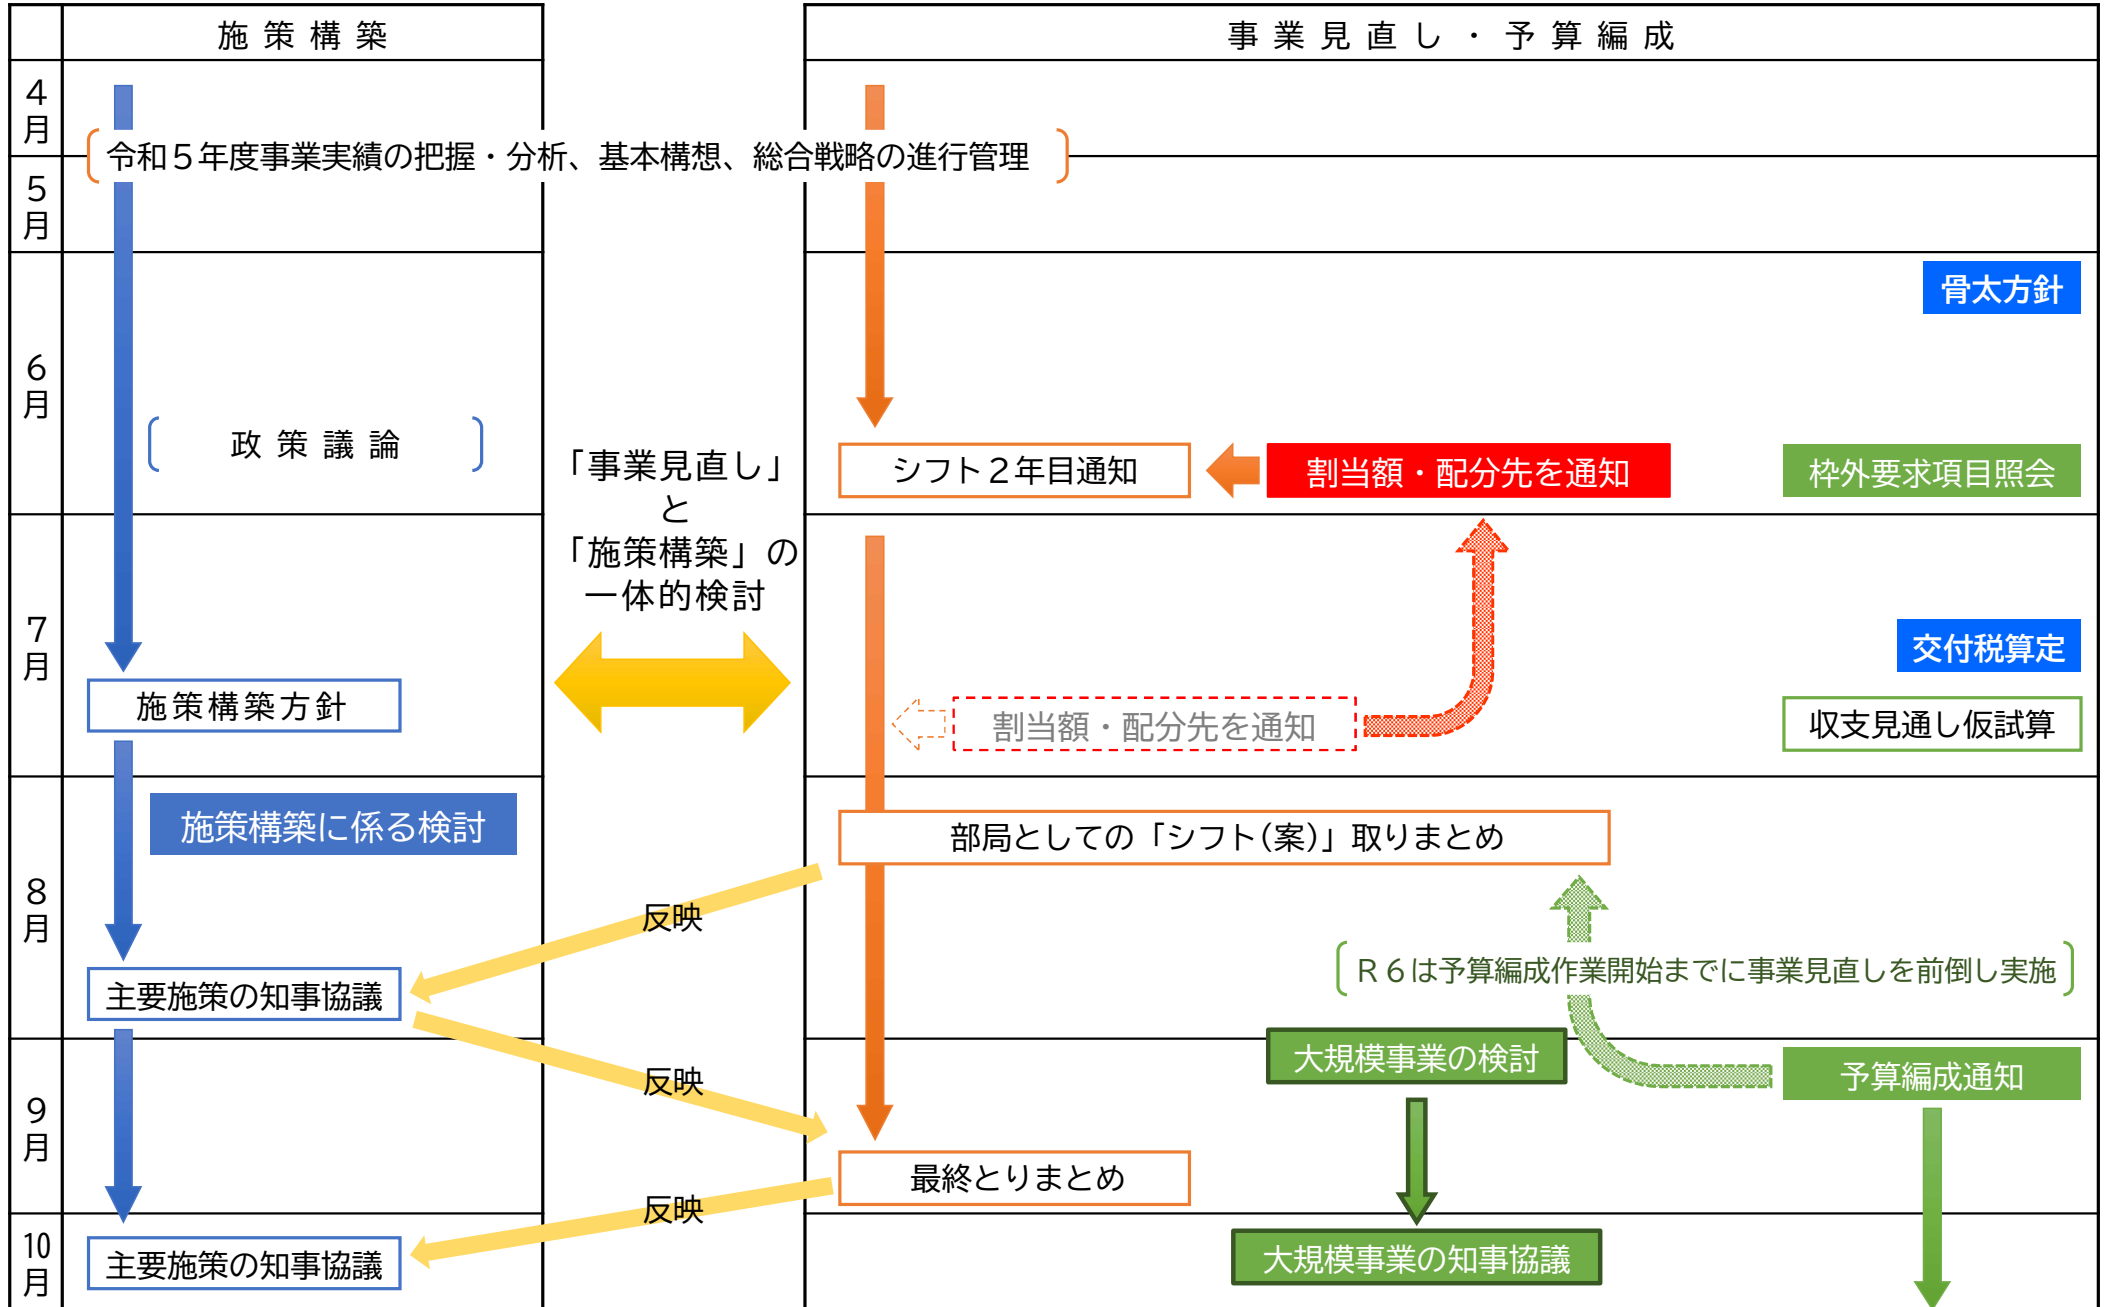 施策構築
事業見直し・予算編成
４月
令和５年度事業実績の把握・分析、基本構想、総合戦略の進行管理
５月
骨太方針
６月
政策議論
シフト２年目通知
割当額・配分先を通知
枠外要求項目照会
「事業見直し」
と
「施策構築」の
一体的検討
７月
交付税算定
施策構築方針
割当額・配分先を通知
収支見通し仮試算
８月
施策構築に係る検討
部局としての「シフト(案)」取りまとめ
反映
Ｒ６は予算編成作業開始までに事業見直しを前倒し実施
主要施策の知事協議
９月
大規模事業の検討
予算編成通知
反映
最終とりまとめ
反映
10月
主要施策の知事協議
大規模事業の知事協議